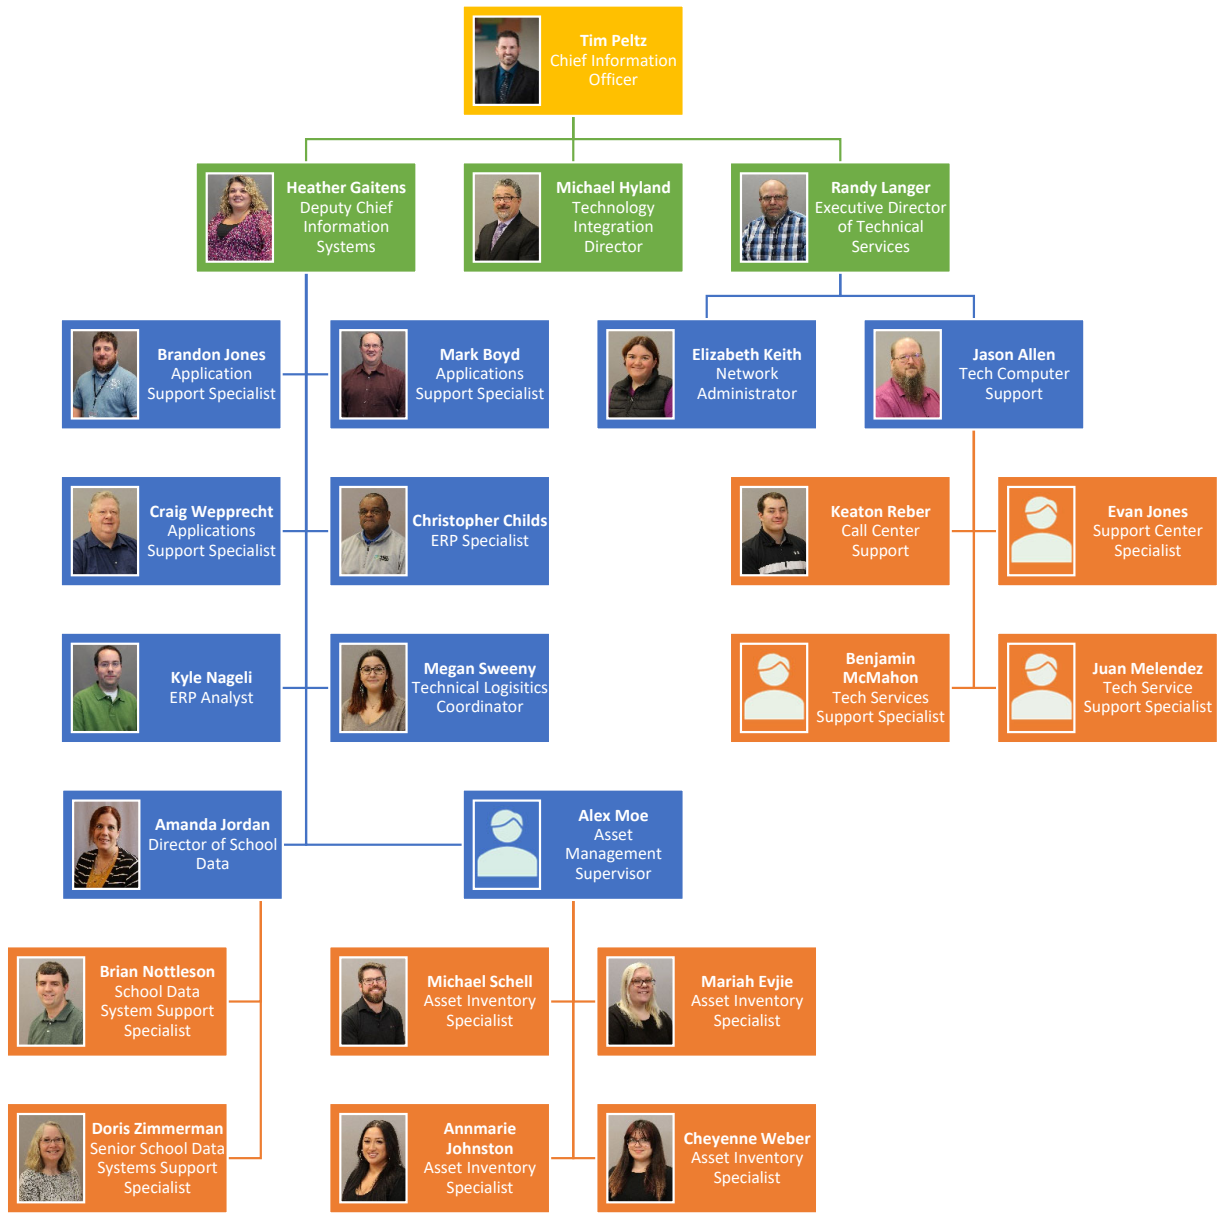 Tim Peltz
Chief Information
Officer
Heather Gaitens
Deputy Chief
Information
Systems
Michael Hyland
Technology
Integration
Director
Randy Langer
Executive Director
of Technical
Services
Brandon Jones
Application
Support Specialist
Mark Boyd
Applications
Support Specialist
Elizabeth Keith
Network
Administrator
Jason Allen
Tech Computer
Support
Craig Wepprecht
Applications
Support Specialist
Christopher Childs
ERP Specialist
Keaton Reber
Call Center
Support
Evan Jones
Support Center
Specialist
Kyle Nageli
ERP Analyst
Megan Sweeny
Technical Logisitics
Coordinator
Benjamin
McMahon
Tech Services
Support Specialist
Juan Melendez
Tech Service
Support Specialist
Amanda Jordan
Director of School
Data
Alex Moe
Asset
Management
Supervisor
Brian Nottleson
School Data
System Support
Specialist
Michael Schell
Asset Inventory
Specialist
Mariah Evjie
Asset Inventory
Specialist
Doris Zimmerman
Senior School Data
Systems Support
Specialist
Annmarie
Johnston
Asset Inventory
Specialist
Cheyenne Weber
Asset Inventory
Specialist